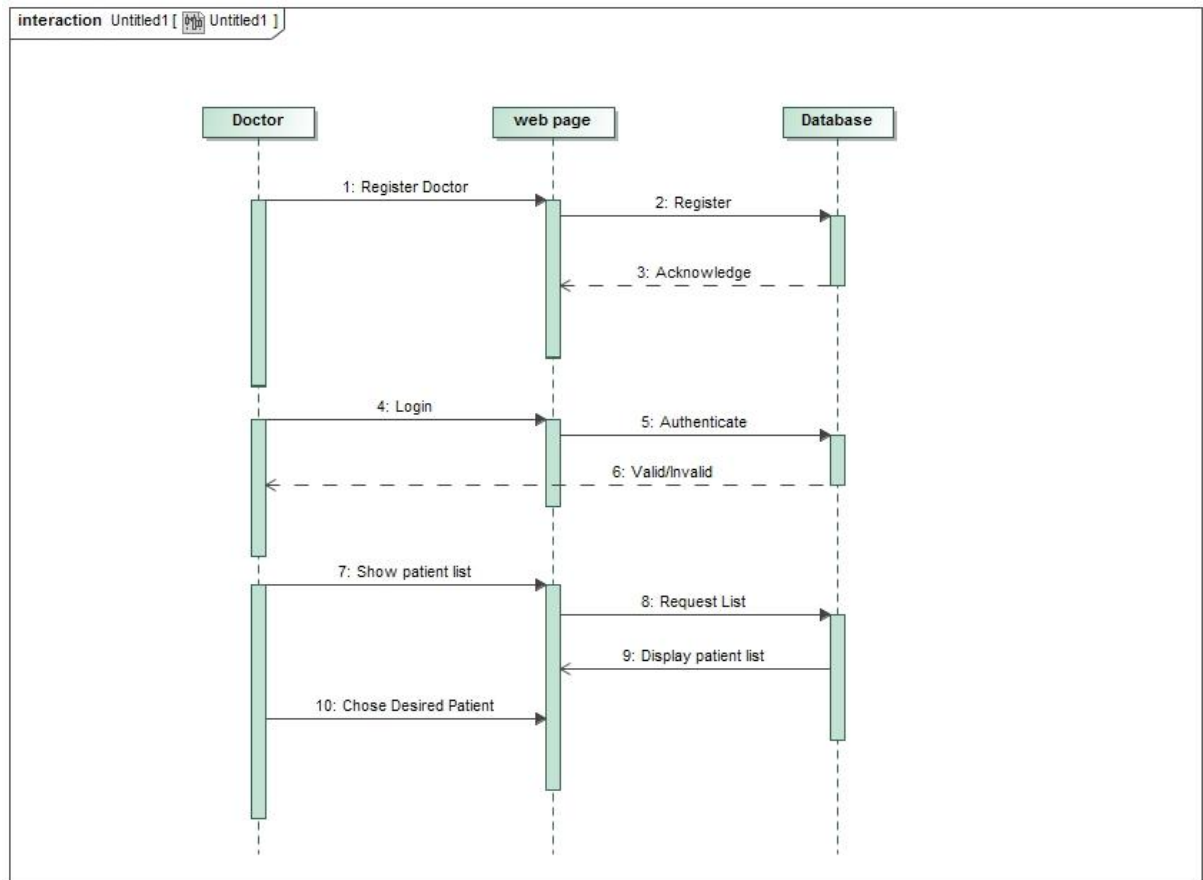 interaction Untitled1 [ Untitled1 ]
Doctor web page Database
1: Register Doctor
2: Register
3: Acknowledge
4: Login
5: Authenticate
6: Valid/Invalid
7: Show patient list
8: Request List
9: Display patient list
10: Chose Desired Patient